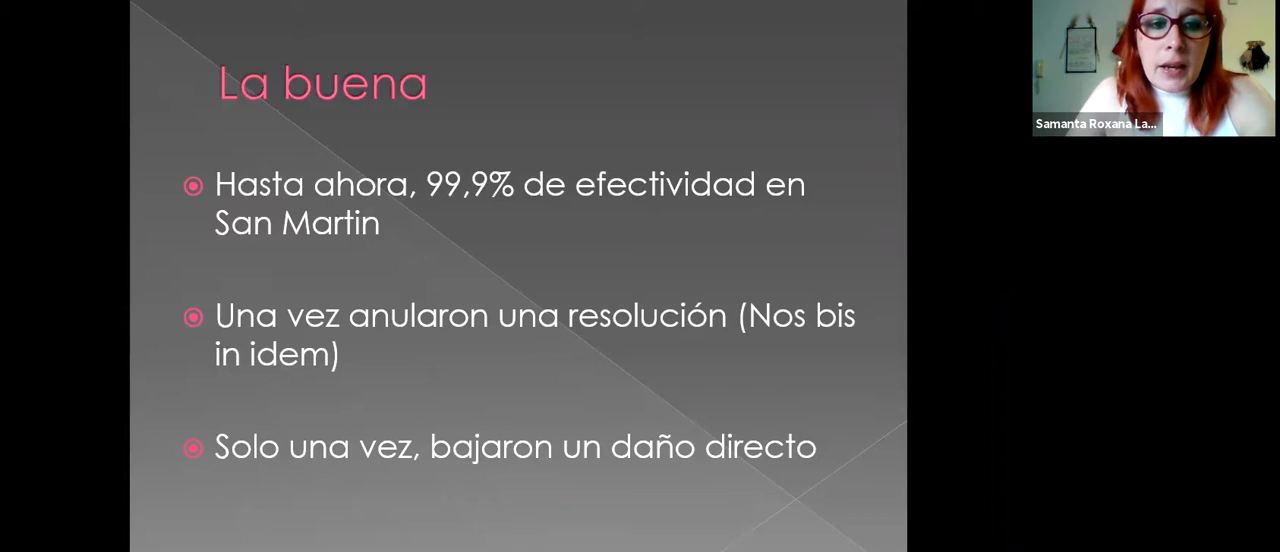 La buena
Hasta ahora, 99,9% de efectividad en
San Martin
Una vez anularon una resolución (Nos bis
in idem)
Solo una vez, bajaron un daño directo
Samanta Roxana La...